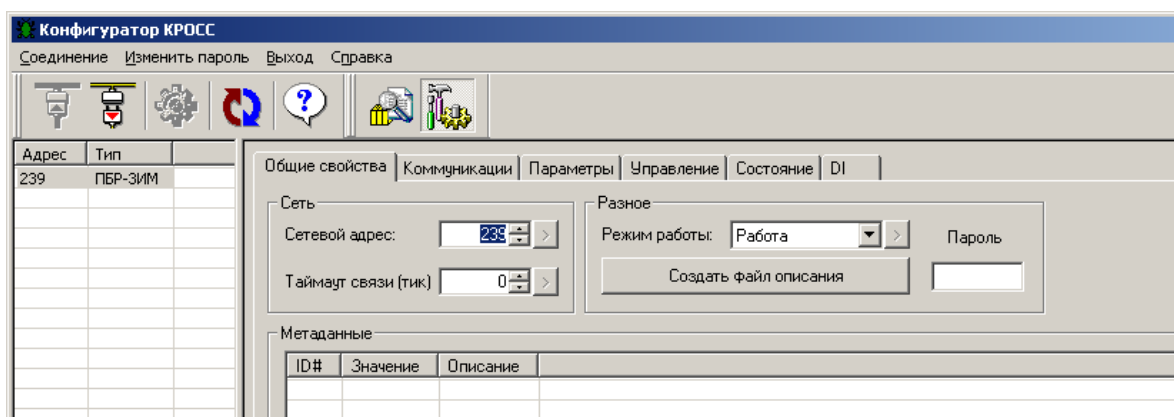 Конфигуратор КРОСС
Соединение Изменить пароль Выход Справка
Адрес Тип
239 ПБР-ЗИМ
Общие свойства Коммуникации Параметры Управление Состояние DI
Сеть Разное
Сетевой адрес: 239 > Режим работы: Работа > Пароль
Таймаут связи (тик) 0 > Создать файл описания
Метаданные
ID# Значение Описание